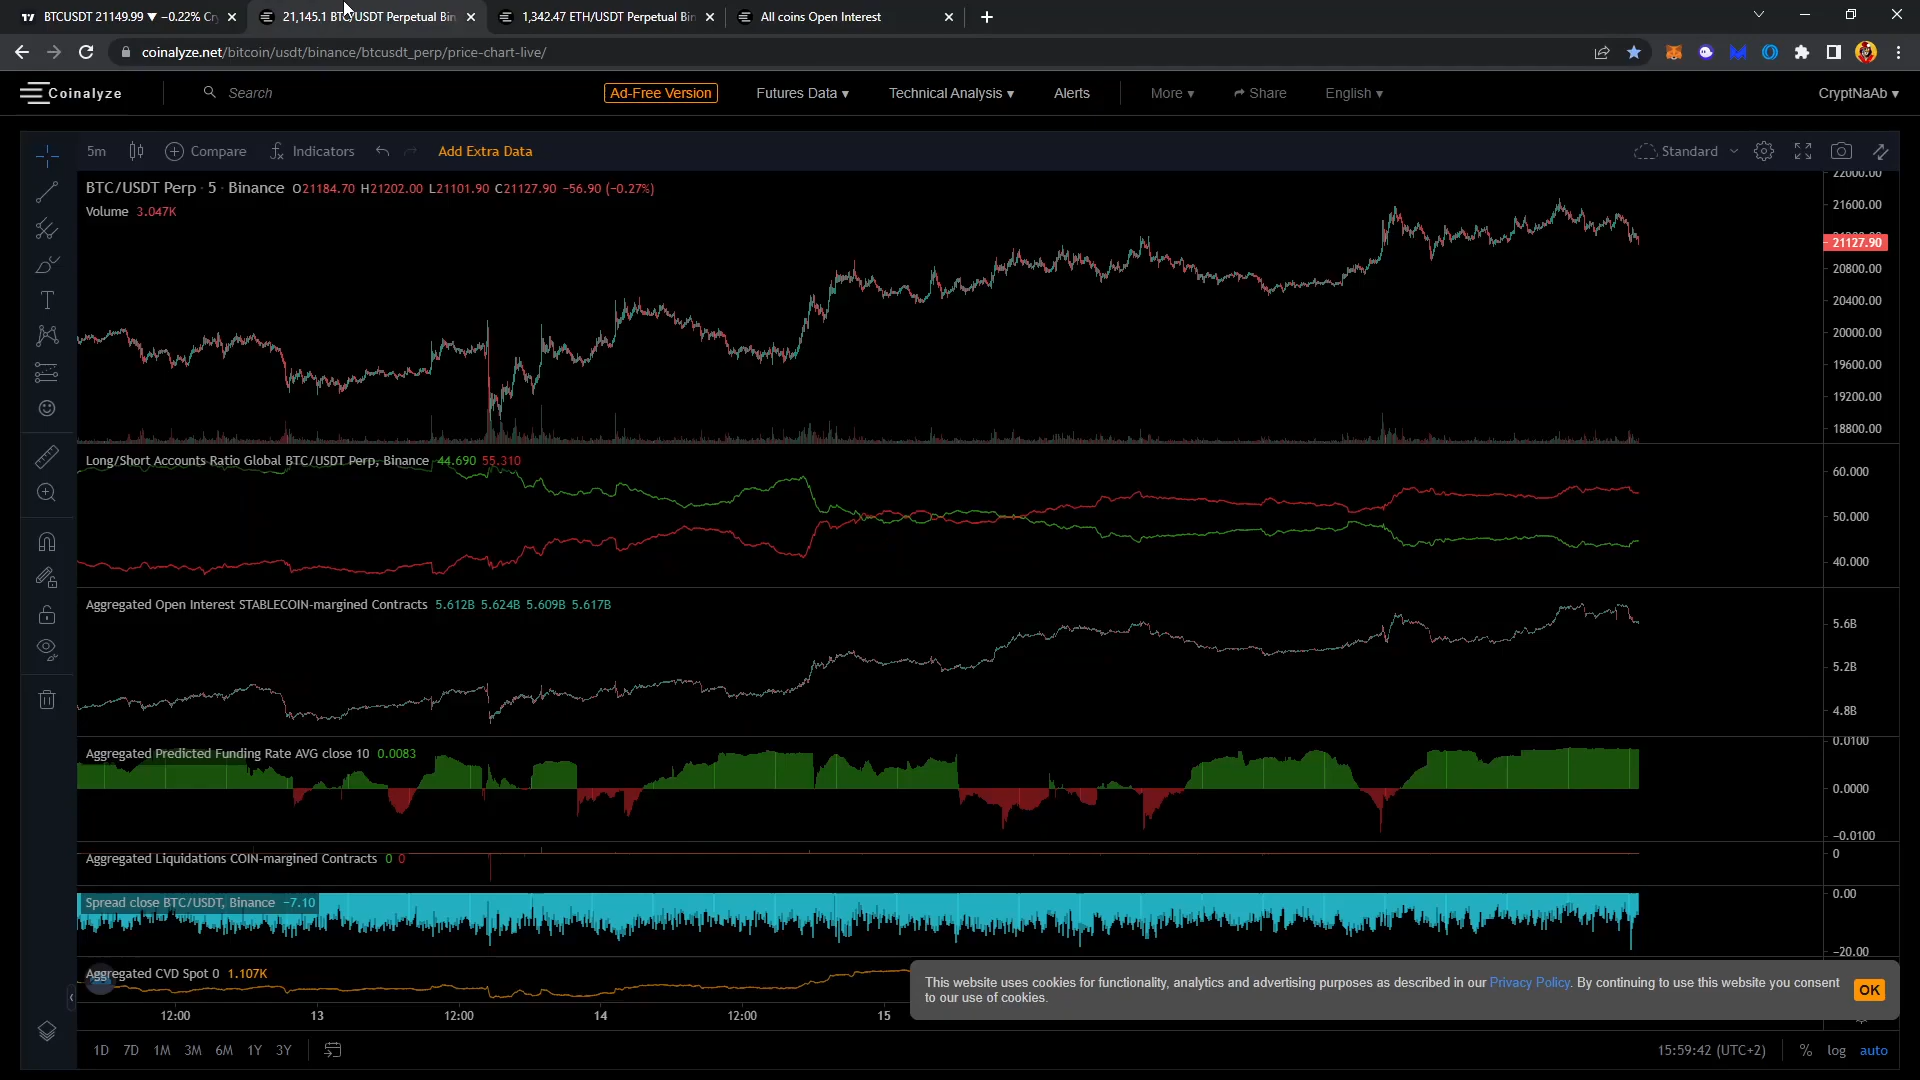 BTCUSDT 21149.99 ▼ −0.22% Cr
21,145.1 BTC/USDT Perpetual Bin
1,342.47 ETH/USDT Perpetual Bin
All coins Open Interest
coinalyze.net/bitcoin/usdt/binance/btcusdt_perp/price-chart-live/
Coinalyze
Search
Ad-Free Version
Futures Data ▾
Technical Analysis ▾
Alerts
More ▾
Share
English ▾
CryptNaAb ▾
5m
Compare
Indicators
Add Extra Data
Standard
BTC/USDT Perp · 5 · Binance O21184.70 H21202.00 L21101.90 C21127.90 −56.90 (−0.27%)
Volume 3.047K
22000.00
21600.00
21127.90
20800.00
20400.00
20000.00
19600.00
19200.00
18800.00
Long/Short Accounts Ratio Global BTC/USDT Perp, Binance 44.690 55.310
60.000
50.000
40.000
Aggregated Open Interest STABLECOIN-margined Contracts 5.612B 5.624B 5.609B 5.617B
5.6B
5.2B
4.8B
Aggregated Predicted Funding Rate AVG close 10 0.0083
0.0100
0.0000
−0.0100
Aggregated Liquidations COIN-margined Contracts 0 0
0
Spread close BTC/USDT, Binance −7.10
0.00
−20.00
Aggregated CVD Spot 0 1.107K
This website uses cookies for functionality, analytics and advertising purposes as described in our Privacy Policy. By continuing to use this website you consent
to our use of cookies.
OK
12:00
13
12:00
14
12:00
15
1D 7D 1M 3M 6M 1Y 3Y
15:59:42 (UTC+2)
%
log
auto